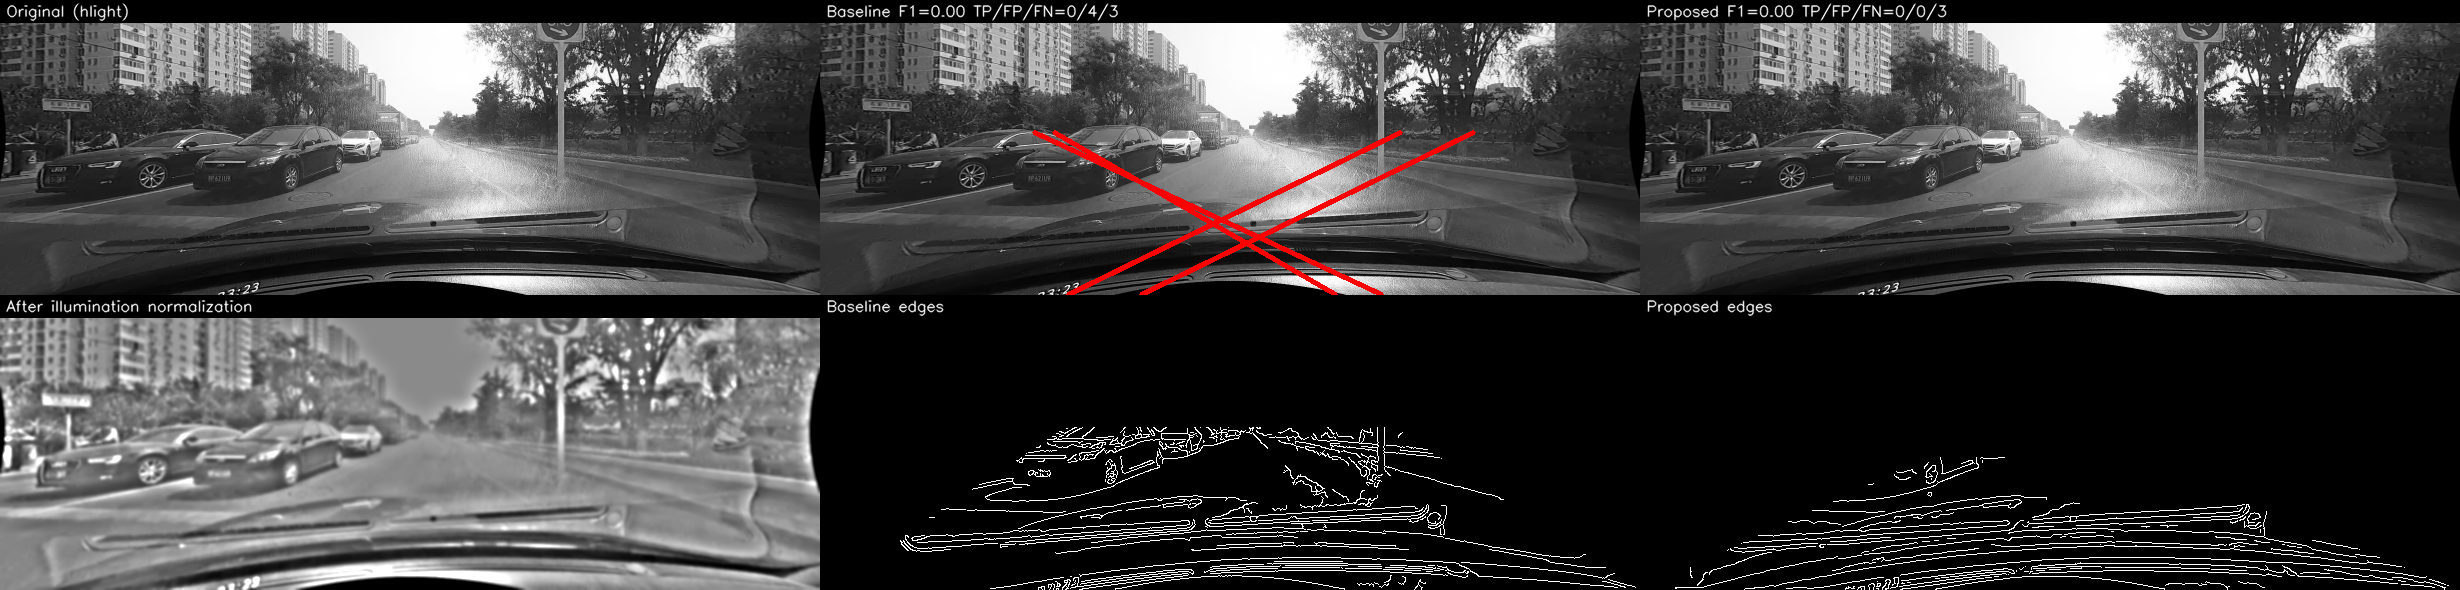 Original (hlight)
Baseline F1=0.00 TP/FP/FN=0/4/3
Proposed F1=0.00 TP/FP/FN=0/0/3
After illumination normalization
Baseline edges
Proposed edges